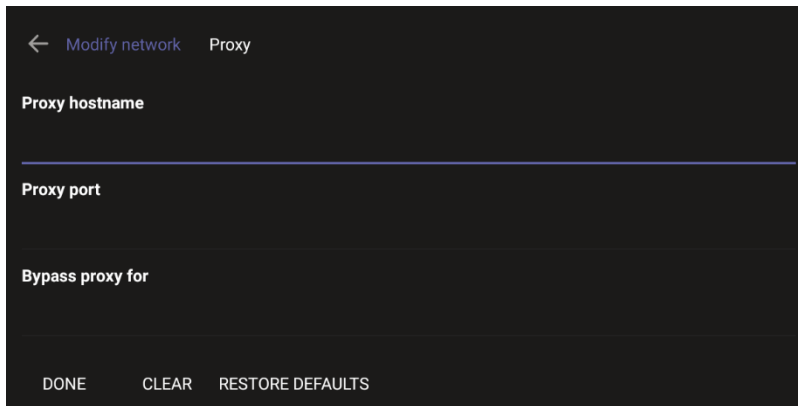 Modify network Proxy
Proxy hostname
Proxy port
Bypass proxy for
DONE CLEAR RESTORE DEFAULTS